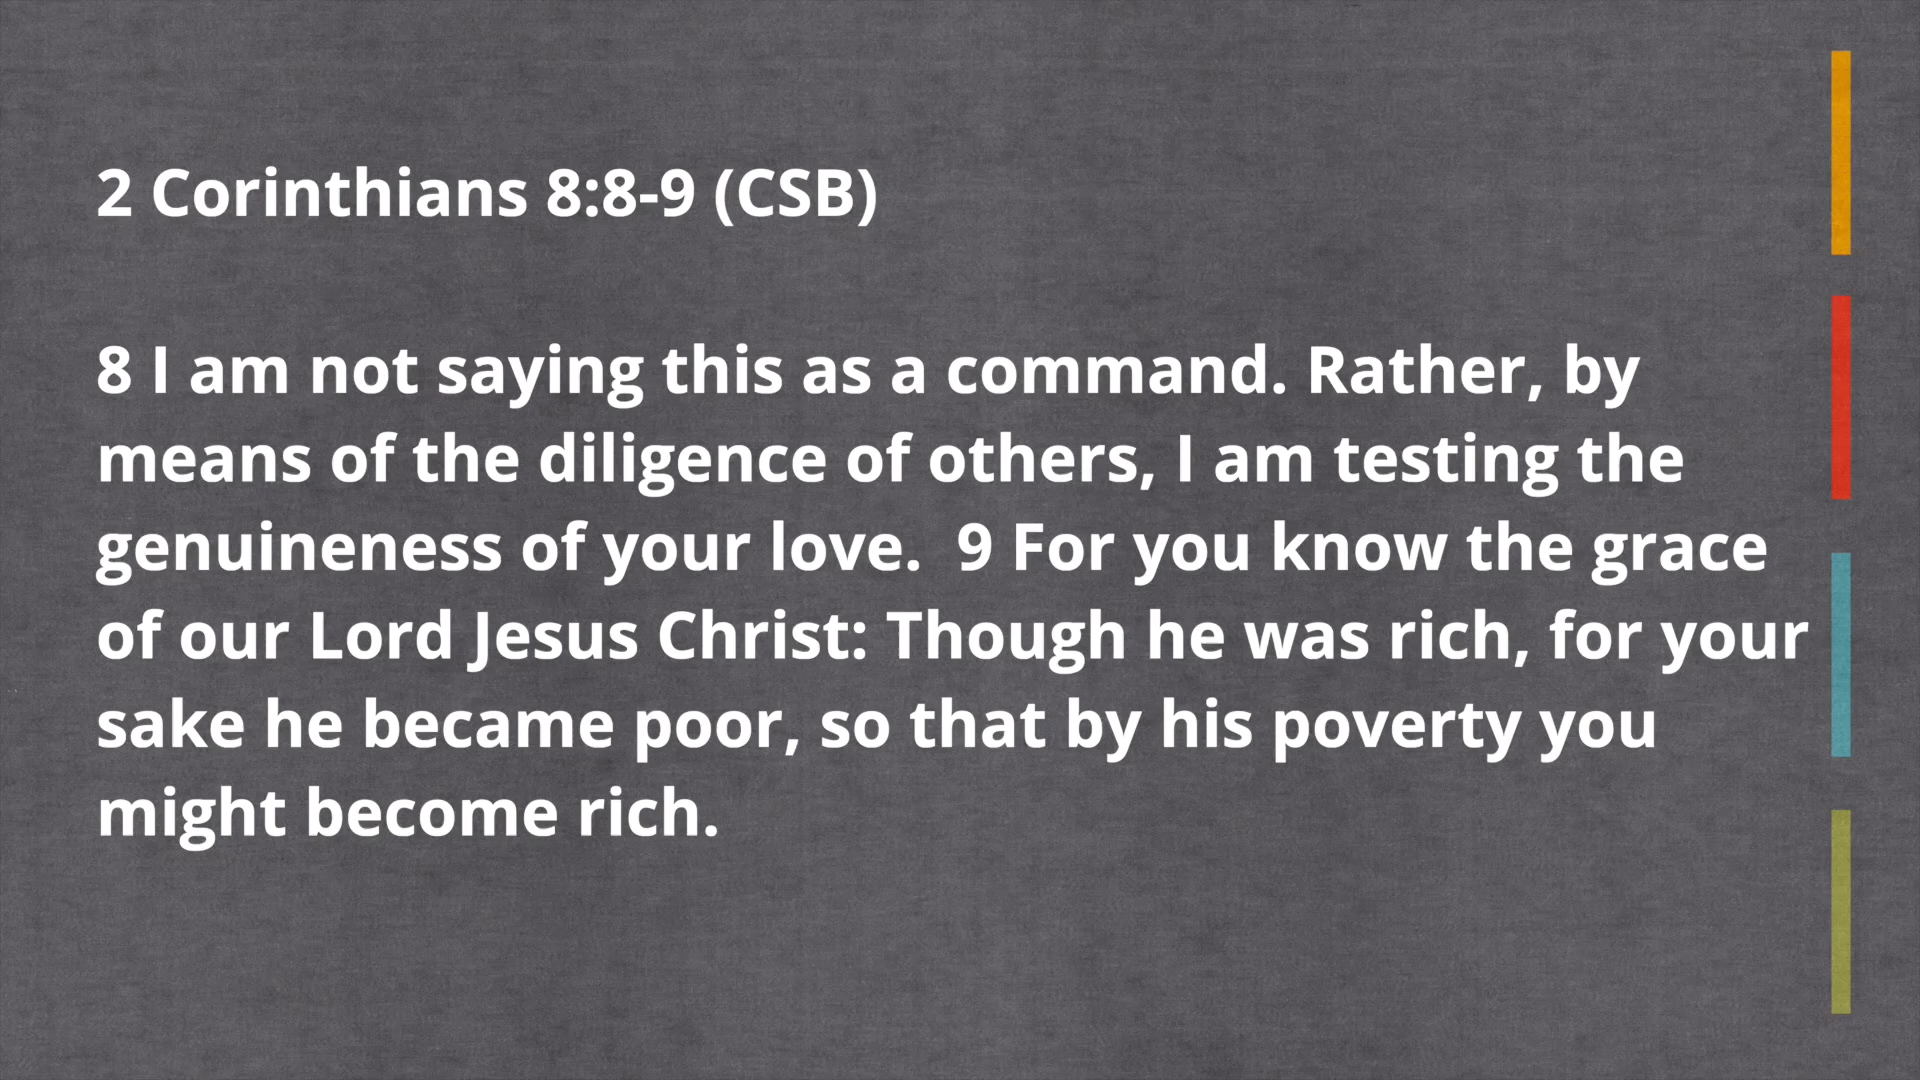 2 Corinthians 8:8-9 (CSB)
8 I am not saying this as a command. Rather, by
means of the diligence of others, I am testing the
genuineness of your love.  9 For you know the grace
of our Lord Jesus Christ: Though he was rich, for your
sake he became poor, so that by his poverty you
might become rich.